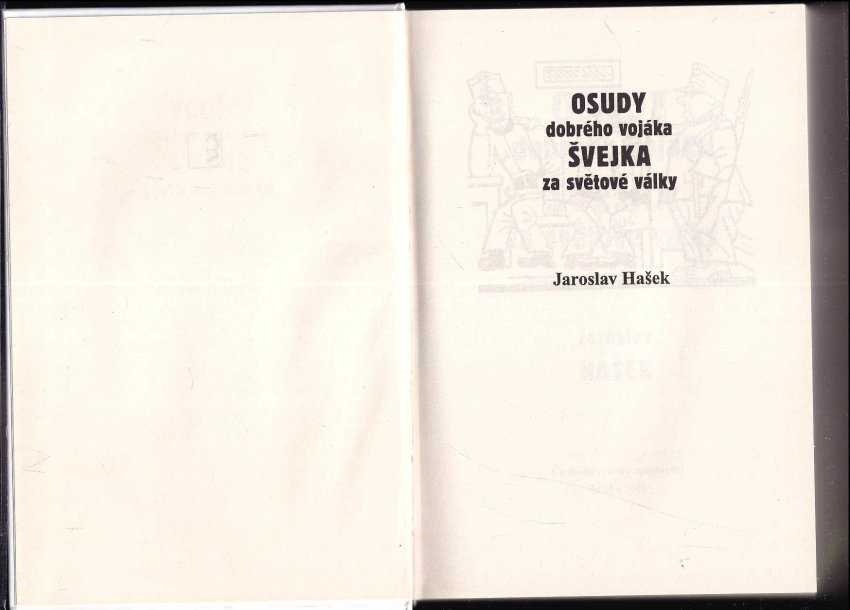 OSUDY
dobrého vojáka
ŠVEJKA
za světové války
Jaroslav Hašek